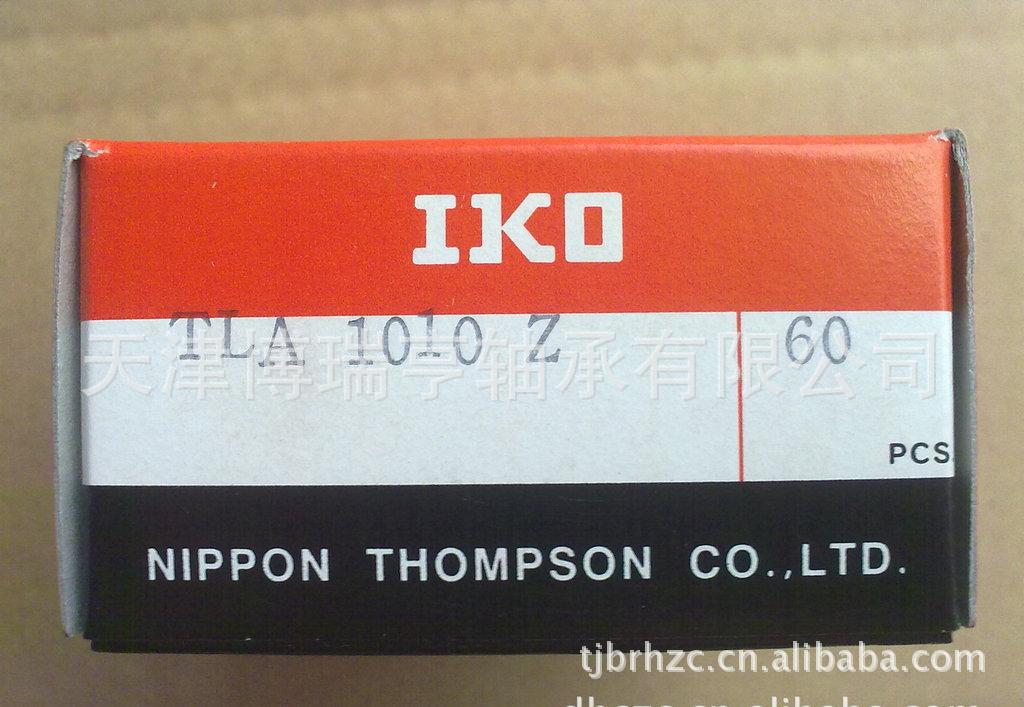 IKO
TLA 1010 Z 60
天津博瑞亨轴承有限公司
PCS
NIPPON THOMPSON CO.,LTD.
tjbrhzc.cn.alibaba.com